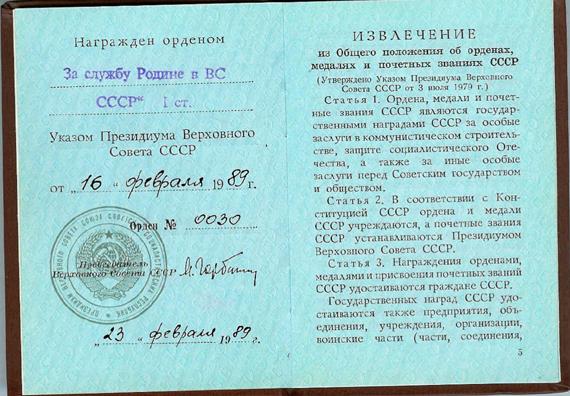 Награжден орденом
За службу Родине в ВС
СССР" I ст.
Указом Президиума Верховного
Совета СССР
от „16" февраля 1989 г.
Орден № 0030
Председатель
Верховного Совета СССР
„23" февраля 1989 г.
ИЗВЛЕЧЕНИЕ
из Общего положения об орденах,
медалях и почетных званиях СССР
(Утверждено Указом Президиума Верховного
Совета СССР от 3 июля 1979 г.)
Статья 1. Ордена, медали и почет-
ные звания СССР являются государ-
ственными наградами СССР за особые
заслуги в коммунистическом строитель-
стве, защите социалистического Оте-
чества, а также за иные особые
заслуги перед Советским государством
и обществом.
Статья 2. В соответствии с Кон-
ституцией СССР ордена и медали
СССР учреждаются, а почетные звания
СССР устанавливаются Президиумом
Верховного Совета СССР.
Статья 3. Награждения орденами,
медалями и присвоения почетных званий
СССР удостаиваются граждане СССР.
Государственных наград СССР удо-
стаиваются также предприятия, объ-
единения, учреждения, организации,
воинские части (части, соединения,
5